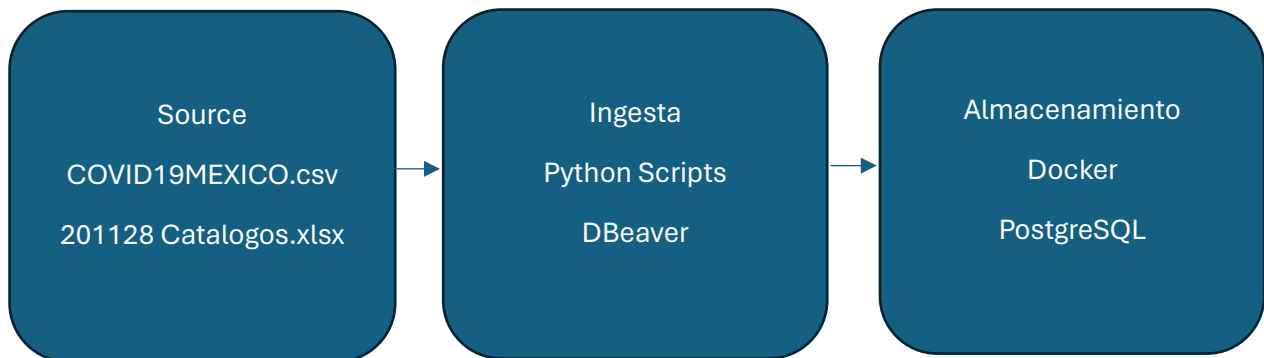 Source
COVID19MEXICO.csv
201128 Catalogos.xlsx
Ingesta
Python Scripts
DBeaver
Almacenamiento
Docker
PostgreSQL